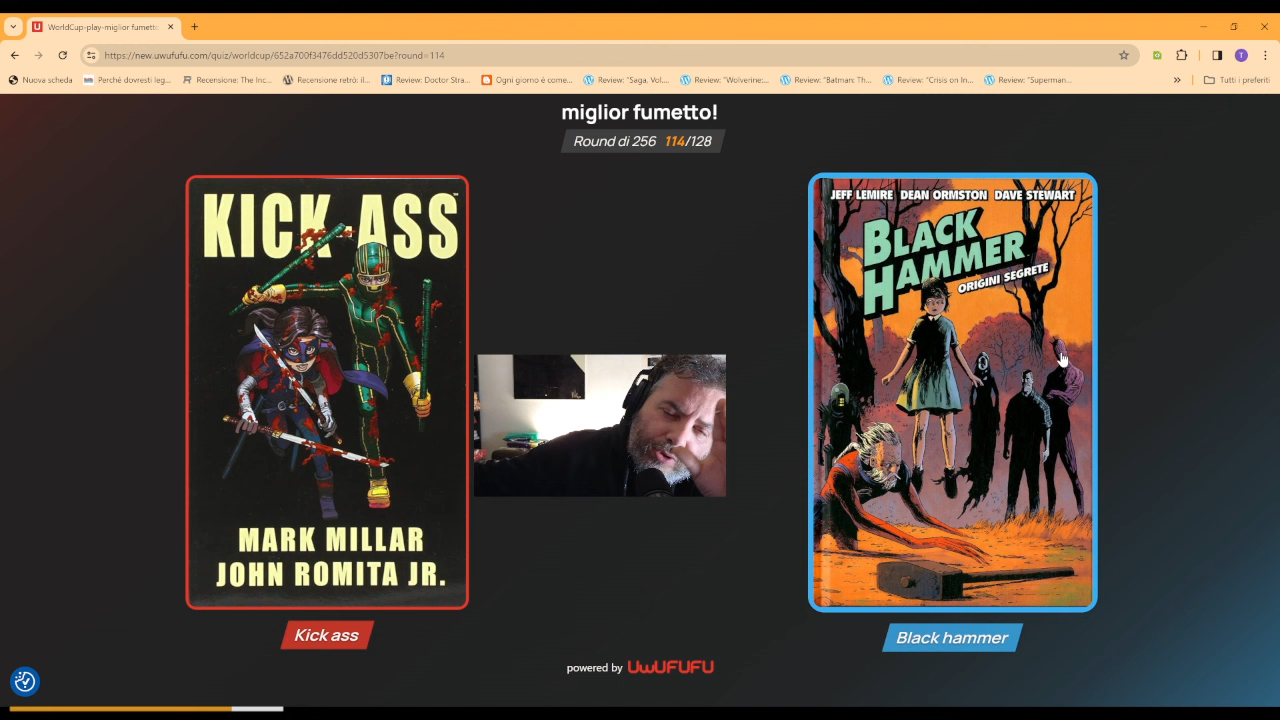 WorldCup-play-miglior fumetto
https://new.uwufufu.com/quiz/worldcup/652a700f3476dd520d5307be?round=114
T
Nuova scheda
Perché dovresti leg...
Recensione: The Inc...
Recensione retrò: il...
Review: Doctor Stra...
Ogni giorno è come...
Review: "Saga, Vol....
Review: "Wolverine:...
Review: "Batman: Th...
Review: "Crisis on In...
Review: "Superman...
»
Tutti i preferiti
miglior fumetto!
Round di 256 114/128
KICK ASS
MARK MILLAR
JOHN ROMITA JR.
JEFF LEMIRE DEAN ORMSTON DAVE STEWART
BLACK
HAMMER
ORIGINI SEGRETE
Kick ass
Black hammer
powered by UwUFUFU